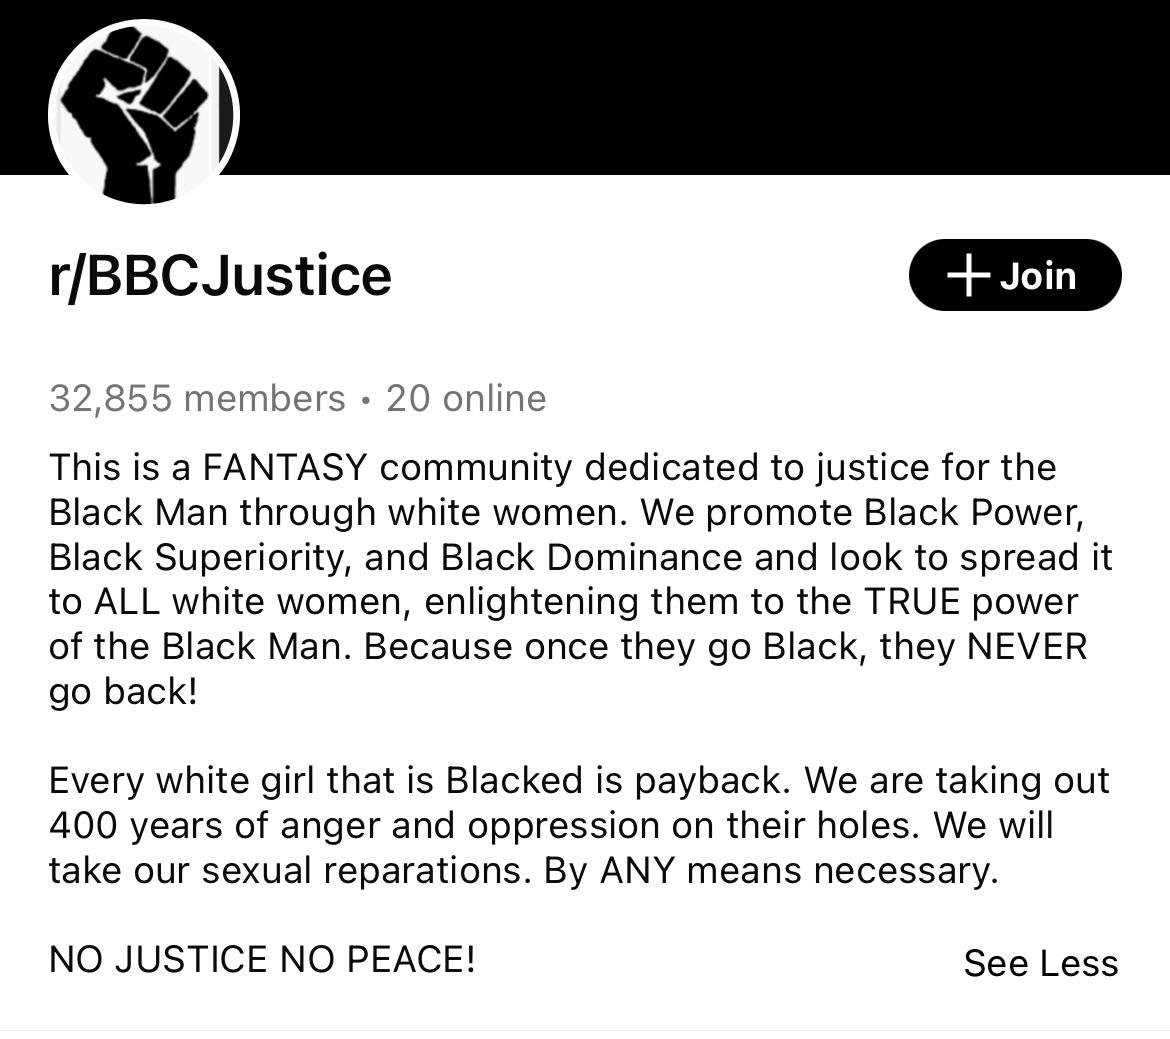 r/BBCJustice
+ Join
32,855 members • 20 online
This is a FANTASY community dedicated to justice for the
Black Man through white women. We promote Black Power,
Black Superiority, and Black Dominance and look to spread it
to ALL white women, enlightening them to the TRUE power
of the Black Man. Because once they go Black, they NEVER
go back!
Every white girl that is Blacked is payback. We are taking out
400 years of anger and oppression on their holes. We will
take our sexual reparations. By ANY means necessary.
NO JUSTICE NO PEACE!
See Less